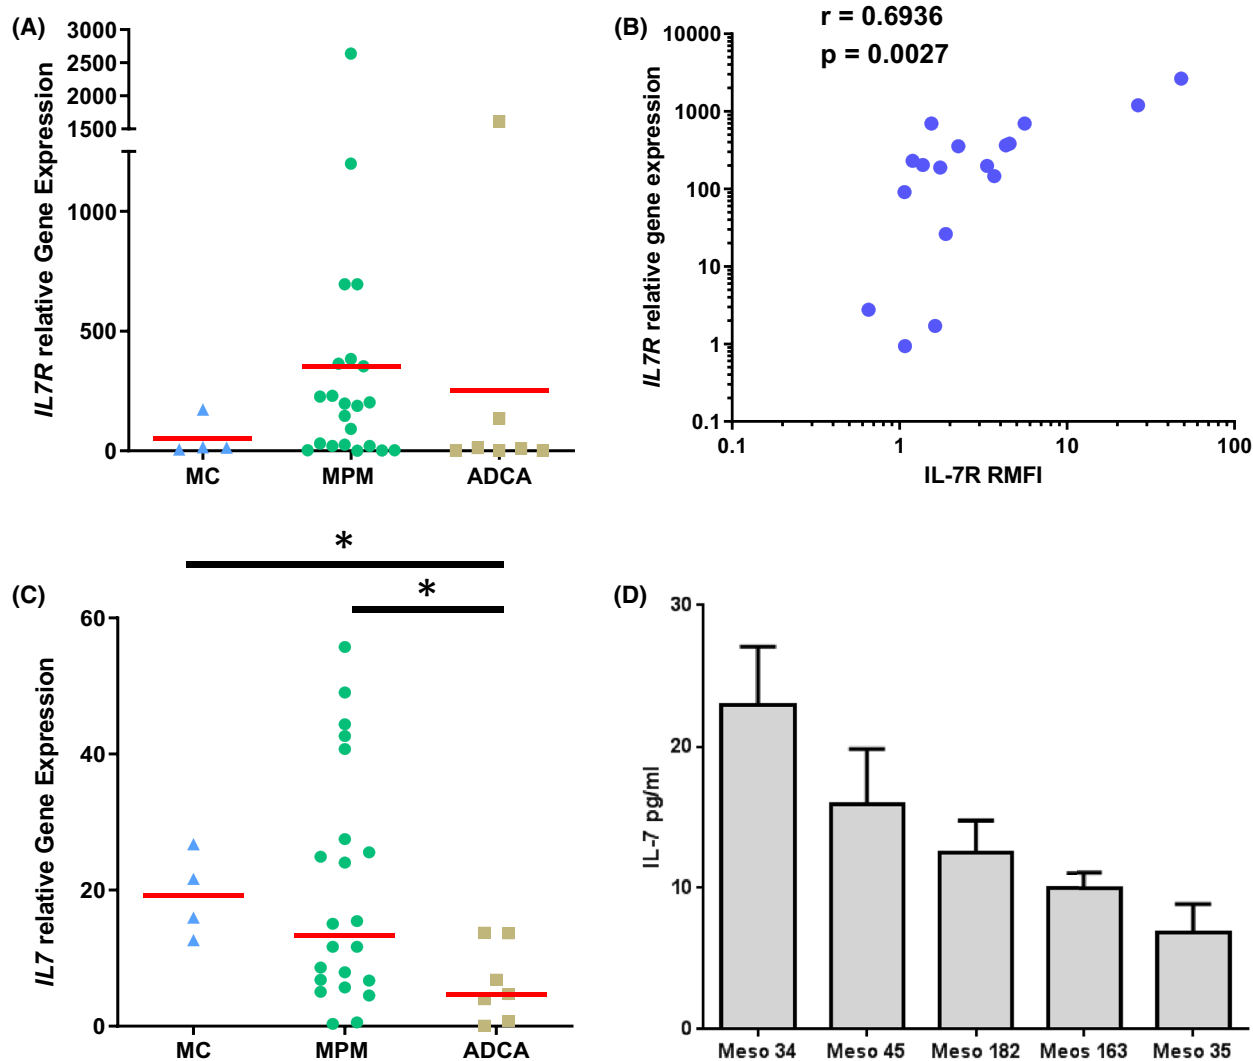 (A)
3000
2500
2000
1500
1000
500
0
IL7R relative Gene Expression
MC MPM ADCA
(B)
r = 0.6936
p = 0.0027
10000
1000
100
10
1
0.1
IL7R relative gene expression
0.1 1 10 100
IL-7R RMFI
(C)
*
*
60
40
20
0
IL7 relative Gene Expression
MC MPM ADCA
(D)
30
20
10
0
IL-7 pg/ml
Meso 34 Meso 45 Meso 182 Meos 163 Meso 35